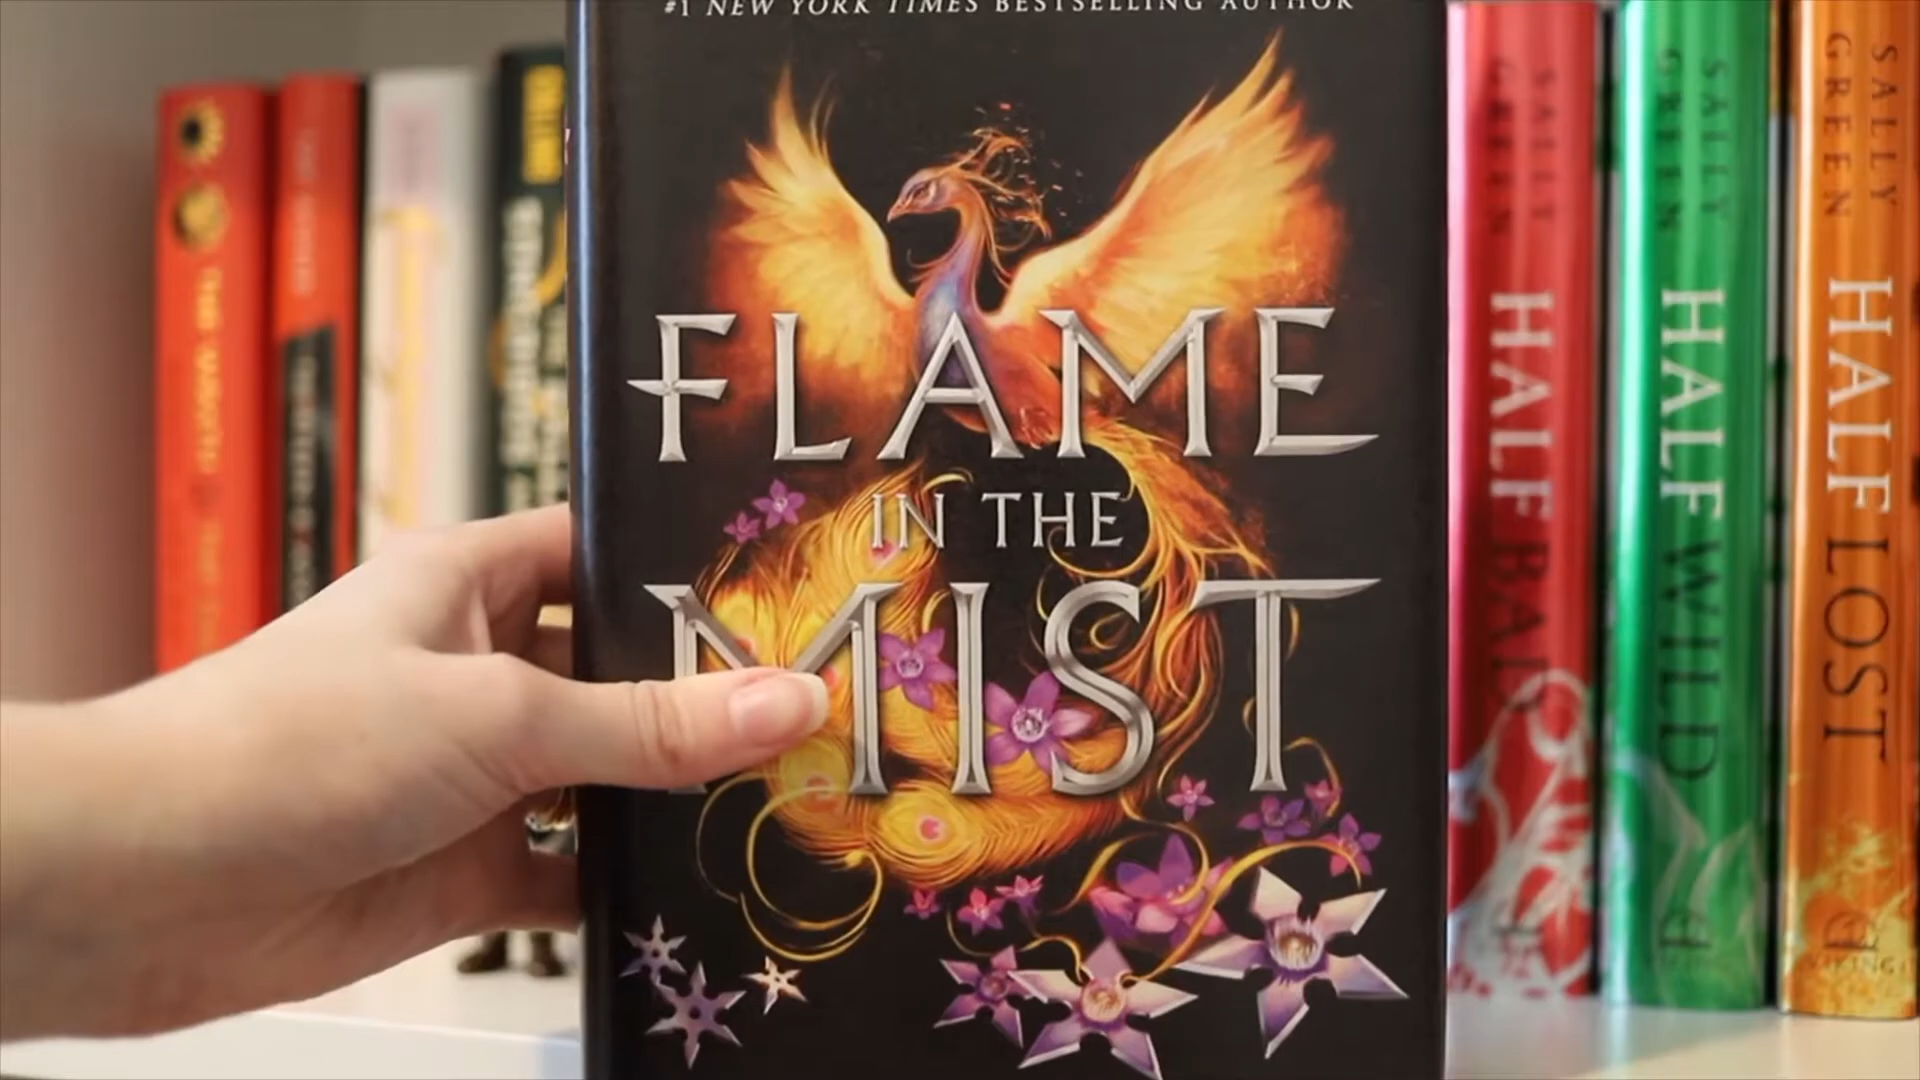 #1 NEW YORK TIMES BESTSELLING AUTHOR
FLAME
IN THE
MIST
SALLY
GREEN
HALF BAD
SALLY
GREEN
HALF WILD
SALLY
GREEN
HALF LOST
VIKING